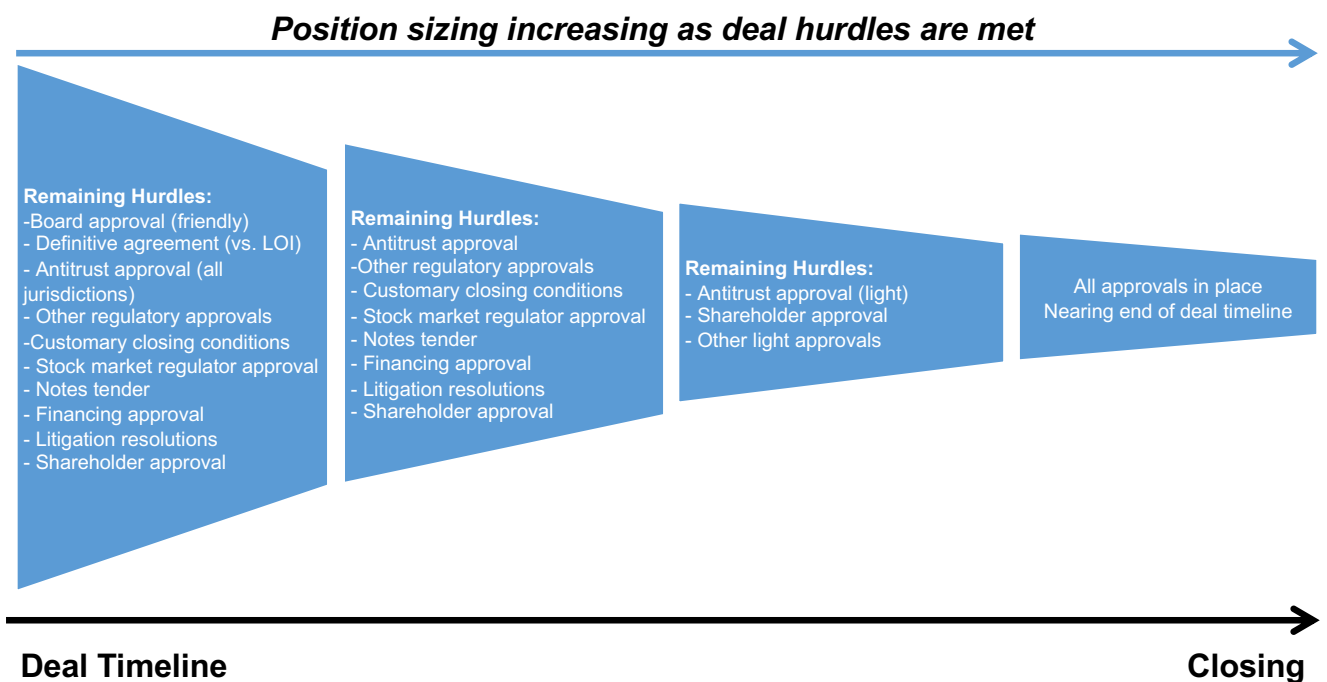 Position sizing increasing as deal hurdles are met
Remaining Hurdles:
-Board approval (friendly)
- Definitive agreement (vs. LOI)
- Antitrust approval (all
jurisdictions)
- Other regulatory approvals
-Customary closing conditions
- Stock market regulator approval
- Notes tender
- Financing approval
- Litigation resolutions
- Shareholder approval
Remaining Hurdles:
- Antitrust approval
-Other regulatory approvals
- Customary closing conditions
- Stock market regulator approval
- Notes tender
- Financing approval
- Litigation resolutions
- Shareholder approval
Remaining Hurdles:
- Antitrust approval (light)
- Shareholder approval
- Other light approvals
All approvals in place
Nearing end of deal timeline
Deal Timeline
Closing